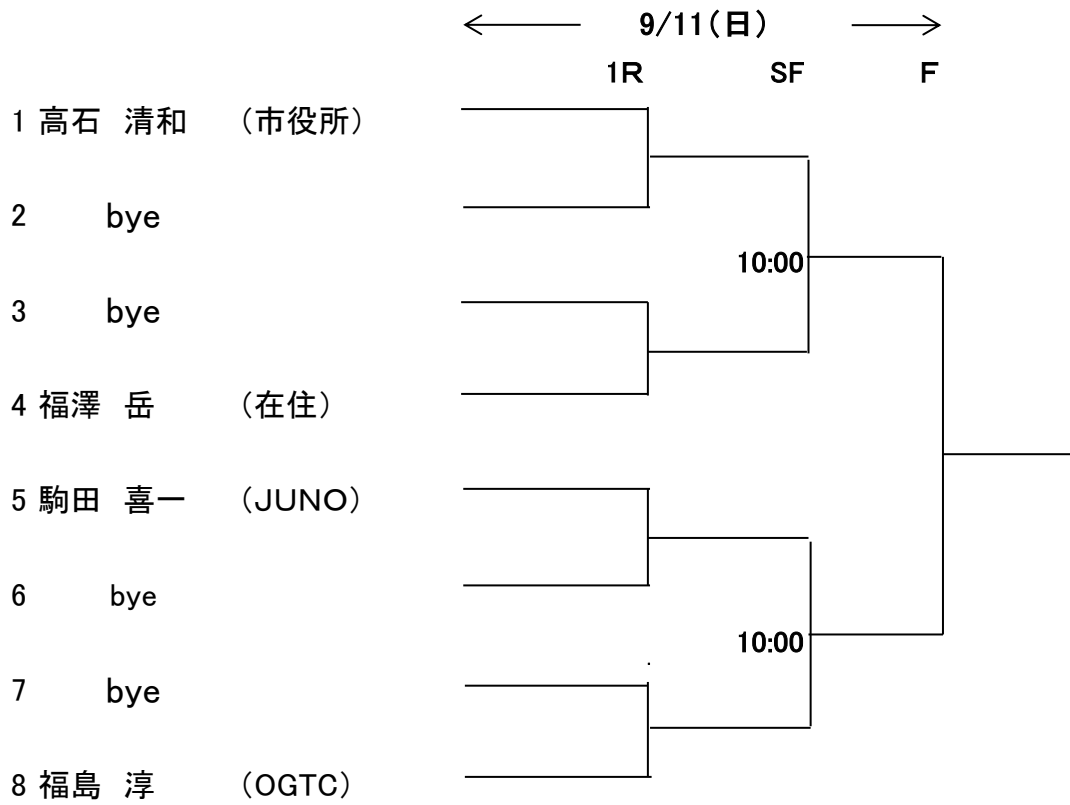 9/11(日)
1R SF F
1 高石 清和 (市役所)
2 bye
10:00
3 bye
4 福澤 岳 (在住)
5 駒田 喜一 (JUNO)
6 bye
10:00
7 bye
8 福島 淳 (OGTC)